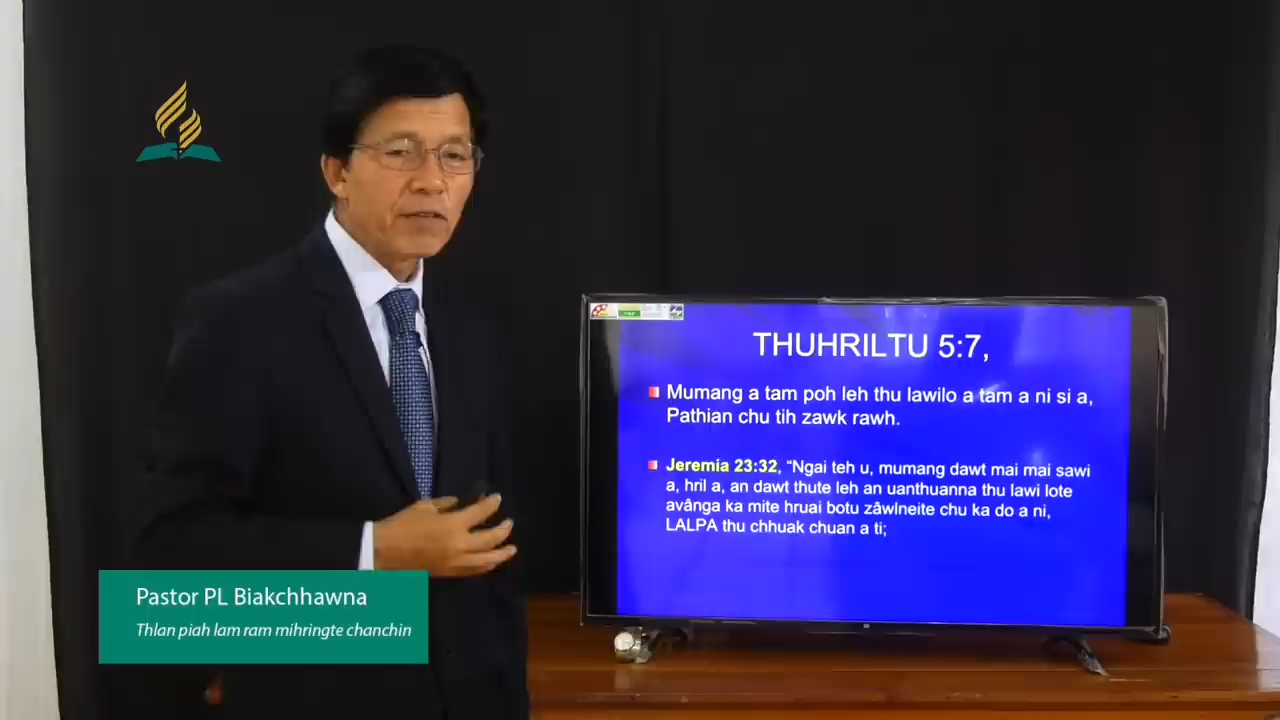 THUHRILTU 5:7,
Mumang a tam poh leh thu lawilo a tam a ni si a,
Pathian chu tih zawk rawh.
Jeremia 23:32, “Ngai teh u, mumang dawt mai mai sawi
a, hril a, an dawt thute leh an uanthuanna thu lawi lote
avânga ka mite hruai botu zâwlneite chu ka do a ni,
LALPA thu chhuak chuan a ti;
Pastor PL Biakchhawna
Thlan piah lam ram mihringte chanchin